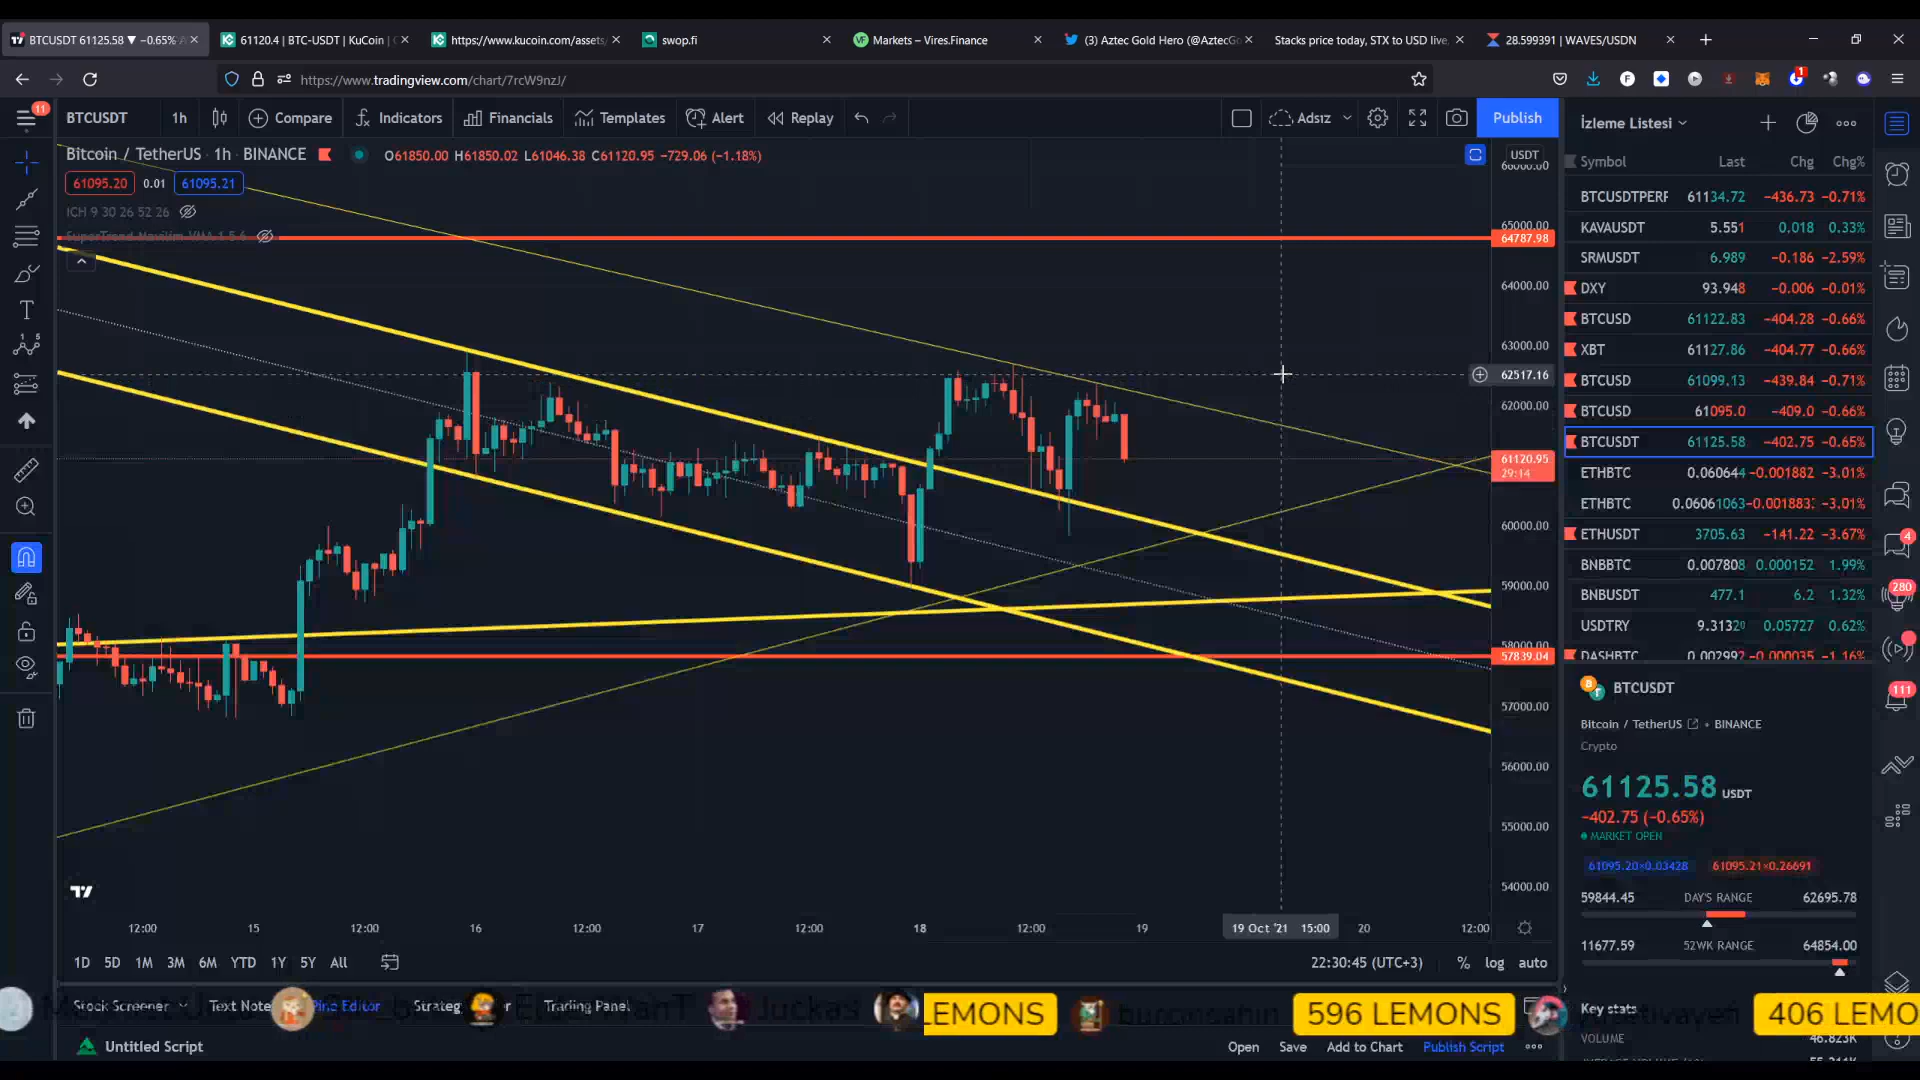 BTCUSDT 61125.58 ▼ −0.65%
61120.4 | BTC-USDT | KuCoin |
https://www.kucoin.com/assets
swop.fi
Markets – Vires.Finance
(3) Aztec Gold Hero (@AztecGo
Stacks price today, STX to USD live
28.599391 | WAVES/USDN
https://www.tradingview.com/chart/7rcW9nzJ/
1
11
BTCUSDT
1h
Compare
Indicators
Financials
Templates
Alert
Replay
Adsız
Publish
Bitcoin / TetherUS · 1h · BINANCE
O61850.00 H61850.02 L61046.38 C61120.95 −729.06 (−1.18%)
61095.20 0.01 61095.21
ICH 9 30 26 52 26
SuperTrend Mavilim VMA 1 5 6
USDT
66000.00
65000.00
64787.98
64000.00
63000.00
62517.16
62000.00
61120.95
29:14
60000.00
59000.00
58000.00
57839.04
57000.00
56000.00
55000.00
54000.00
12:00 15 12:00 16 12:00 17 12:00 18 12:00 19 19 Oct '21 15:00 20 12:00
1D 5D 1M 3M 6M YTD 1Y 5Y All
22:30:45 (UTC+3) % log auto
Stock Screener
Text Note
Pine Editor
Trading Panel
Juckas
LEMONS
burcinsahin
596 LEMONS
406 LEMO
Untitled Script
Open Save Add to Chart Publish Script
İzleme Listesi
Symbol Last Chg Chg%
BTCUSDTPERF 61134.72 −436.73 −0.71%
KAVAUSDT 5.551 0.018 0.33%
SRMUSDT 6.989 −0.186 −2.59%
DXY 93.948 −0.006 −0.01%
BTCUSD 61122.83 −404.28 −0.66%
XBT 61127.86 −404.77 −0.66%
BTCUSD 61099.13 −439.84 −0.71%
BTCUSD 61095.0 −409.0 −0.66%
BTCUSDT 61125.58 −402.75 −0.65%
ETHBTC 0.060644 −0.001882 −3.01%
ETHBTC 0.06061063 −0.001883 −3.01%
ETHUSDT 3705.63 −141.22 −3.67%
BNBBTC 0.007808 0.000152 1.99%
BNBUSDT 477.1 6.2 1.32%
USDTRY 9.31320 0.05727 0.62%
DASHBTC 0.002992 −0.000035 −1.16%
BTCUSDT
Bitcoin / TetherUS • BINANCE
Crypto
61125.58 USDT
−402.75 (−0.65%)
MARKET OPEN
61095.20×0.03428 61095.21×0.26691
59844.45 DAY'S RANGE 62695.78
11677.59 52WK RANGE 64854.00
Key stats
VOLUME 46.823K
4
280
111